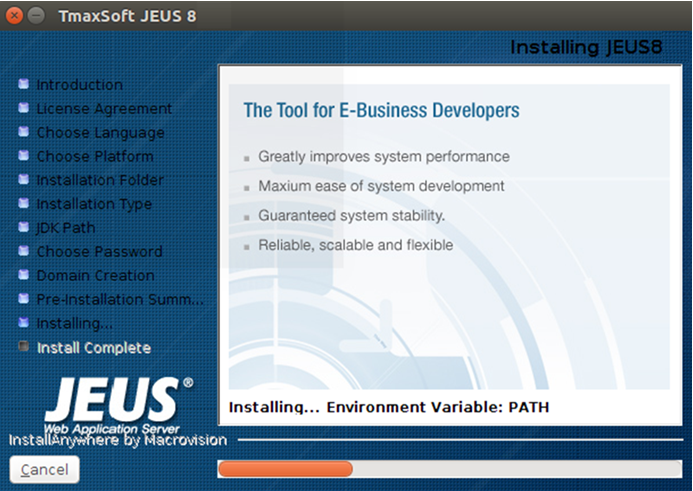 TmaxSoft JEUS 8
Installing JEUS8
Introduction
License Agreement
Choose Language
Choose Platform
Installation Folder
Installation Type
JDK Path
Choose Password
Domain Creation
Pre-Installation Summ...
Installing...
Install Complete
The Tool for E-Business Developers
Greatly improves system performance
Maxium ease of system development
Guaranteed system stability.
Reliable, scalable and flexible
Installing... Environment Variable: PATH
JEUS®
Web Application Server
InstallAnywhere by Macrovision
Cancel